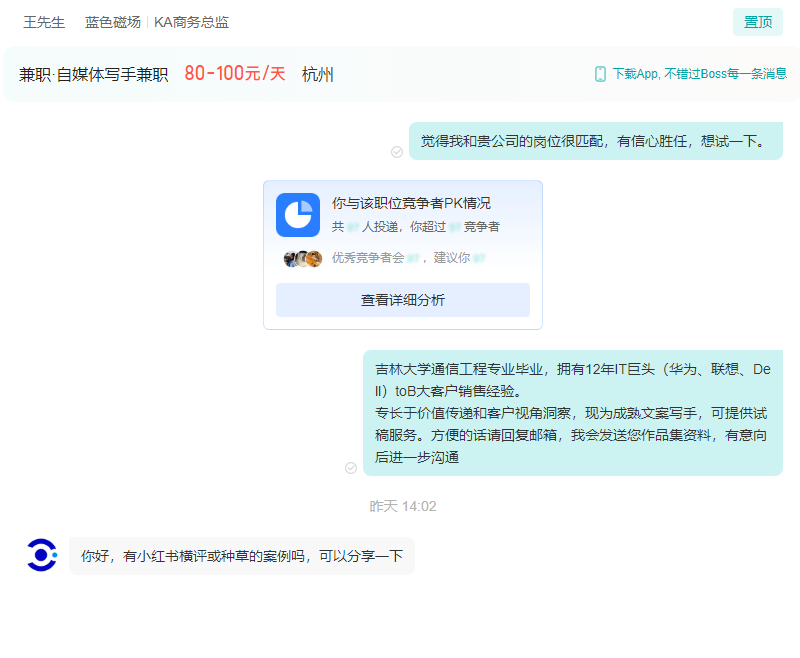 王先生 蓝色磁场 KA商务总监
置顶
兼职·自媒体写手兼职 80-100元/天 杭州
下载App, 不错过Boss每一条消息
觉得我和贵公司的岗位很匹配，有信心胜任，想试一下。
你与该职位竞争者PK情况
共 人投递，你超过 竞争者
优秀竞争者会 ，建议你
查看详细分析
吉林大学通信工程专业毕业，拥有12年IT巨头（华为、联想、De
ll）toB大客户销售经验。
专长于价值传递和客户视角洞察，现为成熟文案写手，可提供试
稿服务。方便的话请回复邮箱，我会发送您作品集资料，有意向
后进一步沟通
昨天 14:02
你好，有小红书横评或种草的案例吗，可以分享一下